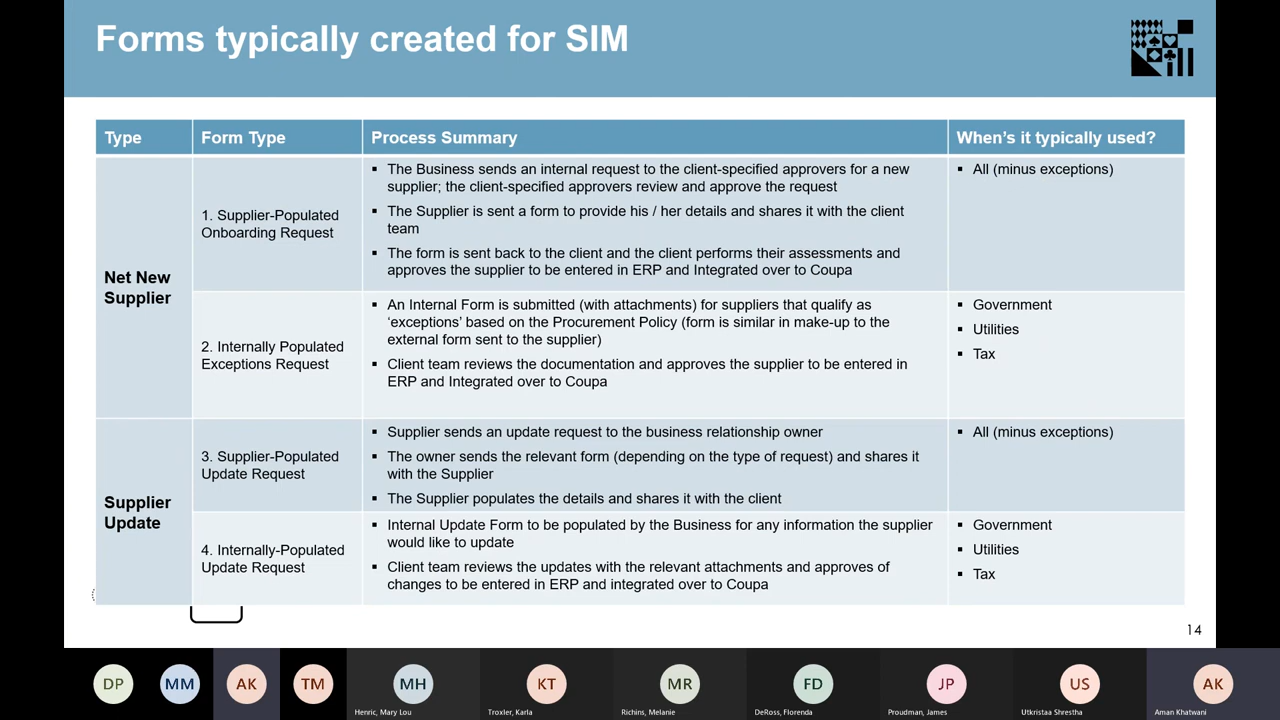 Forms typically created for SIM
Type
Form Type
Process Summary
When's it typically used?
Net New
Supplier
1. Supplier-Populated
Onboarding Request
▪ The Business sends an internal request to the client-specified approvers for a new
supplier; the client-specified approvers review and approve the request
▪ The Supplier is sent a form to provide his / her details and shares it with the client
team
▪ The form is sent back to the client and the client performs their assessments and
approves the supplier to be entered in ERP and Integrated over to Coupa
▪ All (minus exceptions)
2. Internally Populated
Exceptions Request
▪ An Internal Form is submitted (with attachments) for suppliers that qualify as
‘exceptions’ based on the Procurement Policy (form is similar in make-up to the
external form sent to the supplier)
▪ Client team reviews the documentation and approves the supplier to be entered in
ERP and Integrated over to Coupa
▪ Government
▪ Utilities
▪ Tax
Supplier
Update
3. Supplier-Populated
Update Request
▪ Supplier sends an update request to the business relationship owner
▪ The owner sends the relevant form (depending on the type of request) and shares it
with the Supplier
▪ The Supplier populates the details and shares it with the client
▪ All (minus exceptions)
4. Internally-Populated
Update Request
▪ Internal Update Form to be populated by the Business for any information the supplier
would like to update
▪ Client team reviews the updates with the relevant attachments and approves of
changes to be entered in ERP and integrated over to Coupa
▪ Government
▪ Utilities
▪ Tax
14
DP
MM
AK
TM
MH
Henric, Mary Lou
KT
Troxler, Karla
MR
Richins, Melanie
FD
DeRoss, Florenda
JP
Proudman, James
US
Utkristaa Shrestha
AK
Aman Khatwani